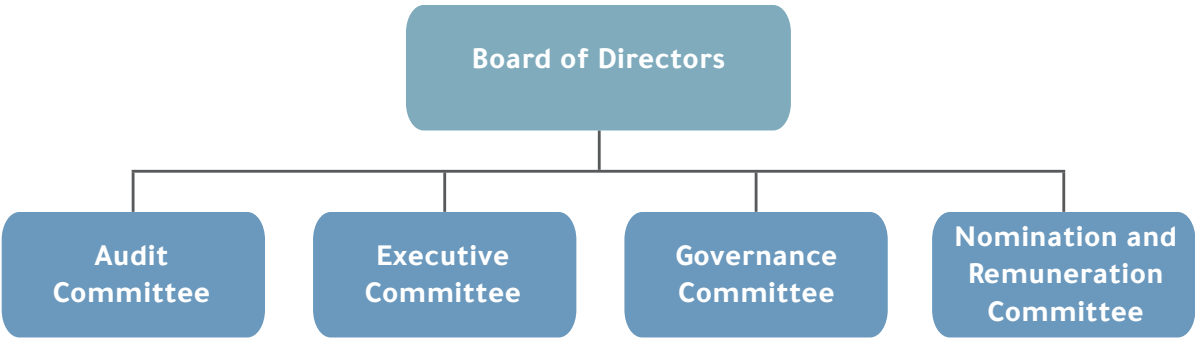 Board of Directors
Audit
Committee
Executive
Committee
Governance
Committee
Nomination and
Remuneration
Committee